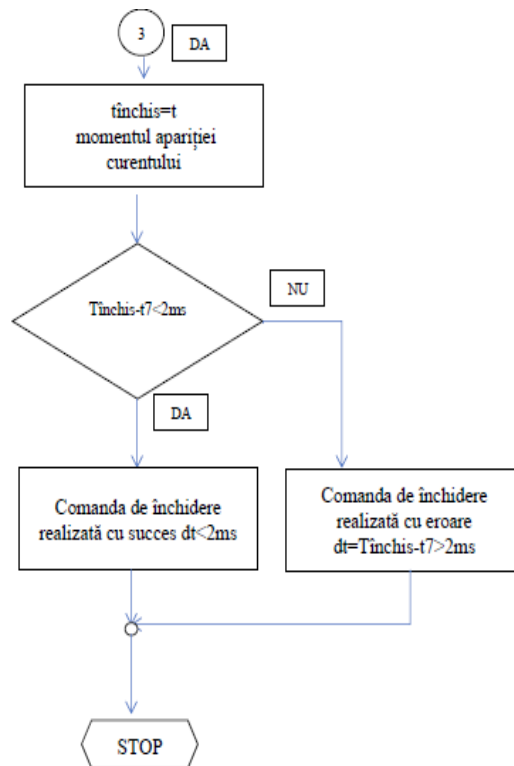 3
DA
tînchis=t
momentul apariției
curentului
Tînchis-t7<2ms
NU
DA
Comanda de închidere
realizată cu succes dt<2ms
Comanda de închidere
realizată cu eroare
dt=Tînchis-t7>2ms
STOP